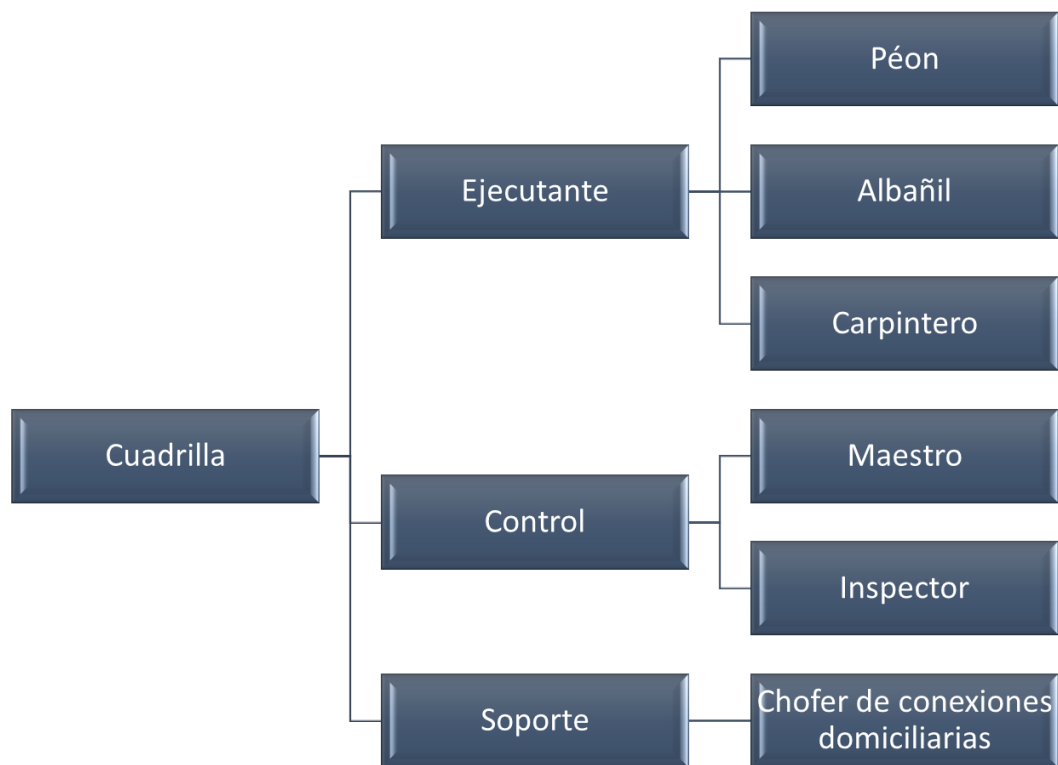 Péon
Ejecutante
Albañil
Carpintero
Cuadrilla
Maestro
Control
Inspector
Soporte
Chofer de conexiones
domiciliarias